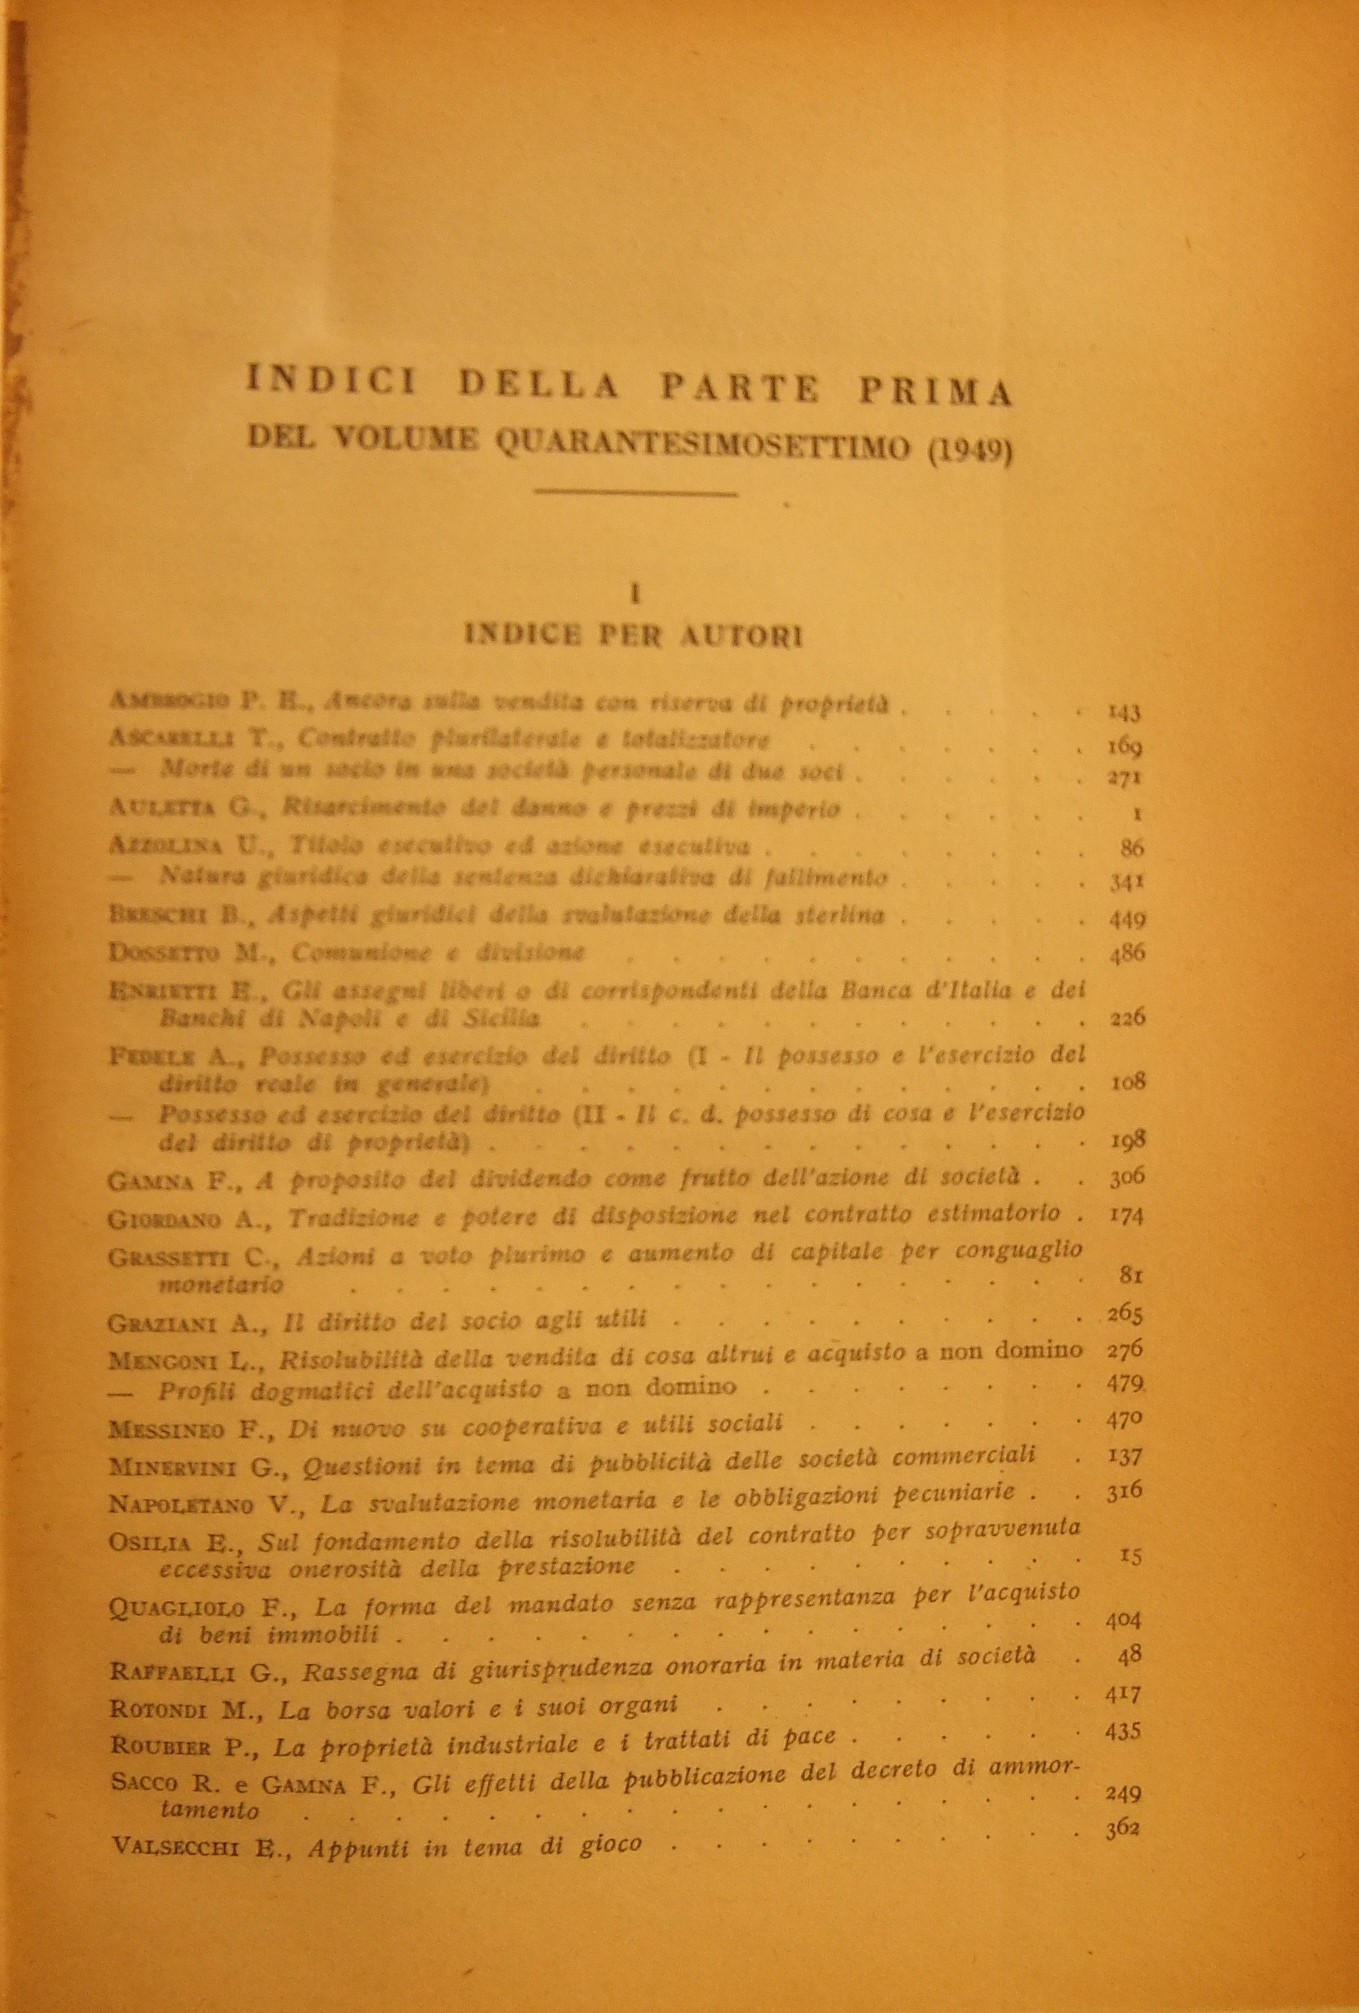 INDICI DELLA PARTE PRIMA
DEL VOLUME QUARANTESIMOSETTIMO (1949)
I
INDICE PER AUTORI
AMBROGIO P. E., Ancora sulla vendita con riserva di proprietà . . . . . 143
ASCARELLI T., Contratto plurilaterale e totalizzatore . . . . . . . 169
— Morte di un socio in una società personale di due soci . . . . . . 271
AULETTA G., Risarcimento del danno e prezzi di imperio . . . . . . 1
AZZOLINA U., Titolo esecutivo ed azione esecutiva . . . . . . . . 86
— Natura giuridica della sentenza dichiarativa di fallimento . . . . . 341
BRESCHI B., Aspetti giuridici della svalutazione della sterlina . . . . . 449
DOSSETTO M., Comunione e divisione . . . . . . . . . . . 486
ENRIETTI E., Gli assegni liberi o di corrispondenti della Banca d'Italia e dei
Banchi di Napoli e di Sicilia . . . . . . . . . . . . 226
FEDELE A., Possesso ed esercizio del diritto (I - Il possesso e l'esercizio del
diritto reale in generale) . . . . . . . . . . . . . 108
— Possesso ed esercizio del diritto (II - Il c. d. possesso di cosa e l'esercizio
del diritto di proprietà) . . . . . . . . . . . . . . 198
GAMNA F., A proposito del dividendo come frutto dell'azione di società . . 306
GIORDANO A., Tradizione e potere di disposizione nel contratto estimatorio . 174
GRASSETTI C., Azioni a voto plurimo e aumento di capitale per conguaglio
monetario . . . . . . . . . . . . . . . . . 81
GRAZIANI A., Il diritto del socio agli utili . . . . . . . . . . 265
MENGONI L., Risolubilità della vendita di cosa altrui e acquisto a non domino 276
— Profili dogmatici dell'acquisto a non domino . . . . . . . . 479
MESSINEO F., Di nuovo su cooperativa e utili sociali . . . . . . . 470
MINERVINI G., Questioni in tema di pubblicità delle società commerciali . 137
NAPOLETANO V., La svalutazione monetaria e le obbligazioni pecuniarie . . 316
OSILIA E., Sul fondamento della risolubilità del contratto per sopravvenuta
eccessiva onerosità della prestazione . . . . . . . . . . 15
QUAGLIOLO F., La forma del mandato senza rappresentanza per l'acquisto
di beni immobili . . . . . . . . . . . . . . . . 404
RAFFAELLI G., Rassegna di giurisprudenza onoraria in materia di società . 48
ROTONDI M., La borsa valori e i suoi organi . . . . . . . . . 417
ROUBIER P., La proprietà industriale e i trattati di pace . . . . . . 435
SACCO R. e GAMNA F., Gli effetti della pubblicazione del decreto di ammor-
tamento . . . . . . . . . . . . . . . . . . 249
VALSECCHI E., Appunti in tema di gioco . . . . . . . . . . 362